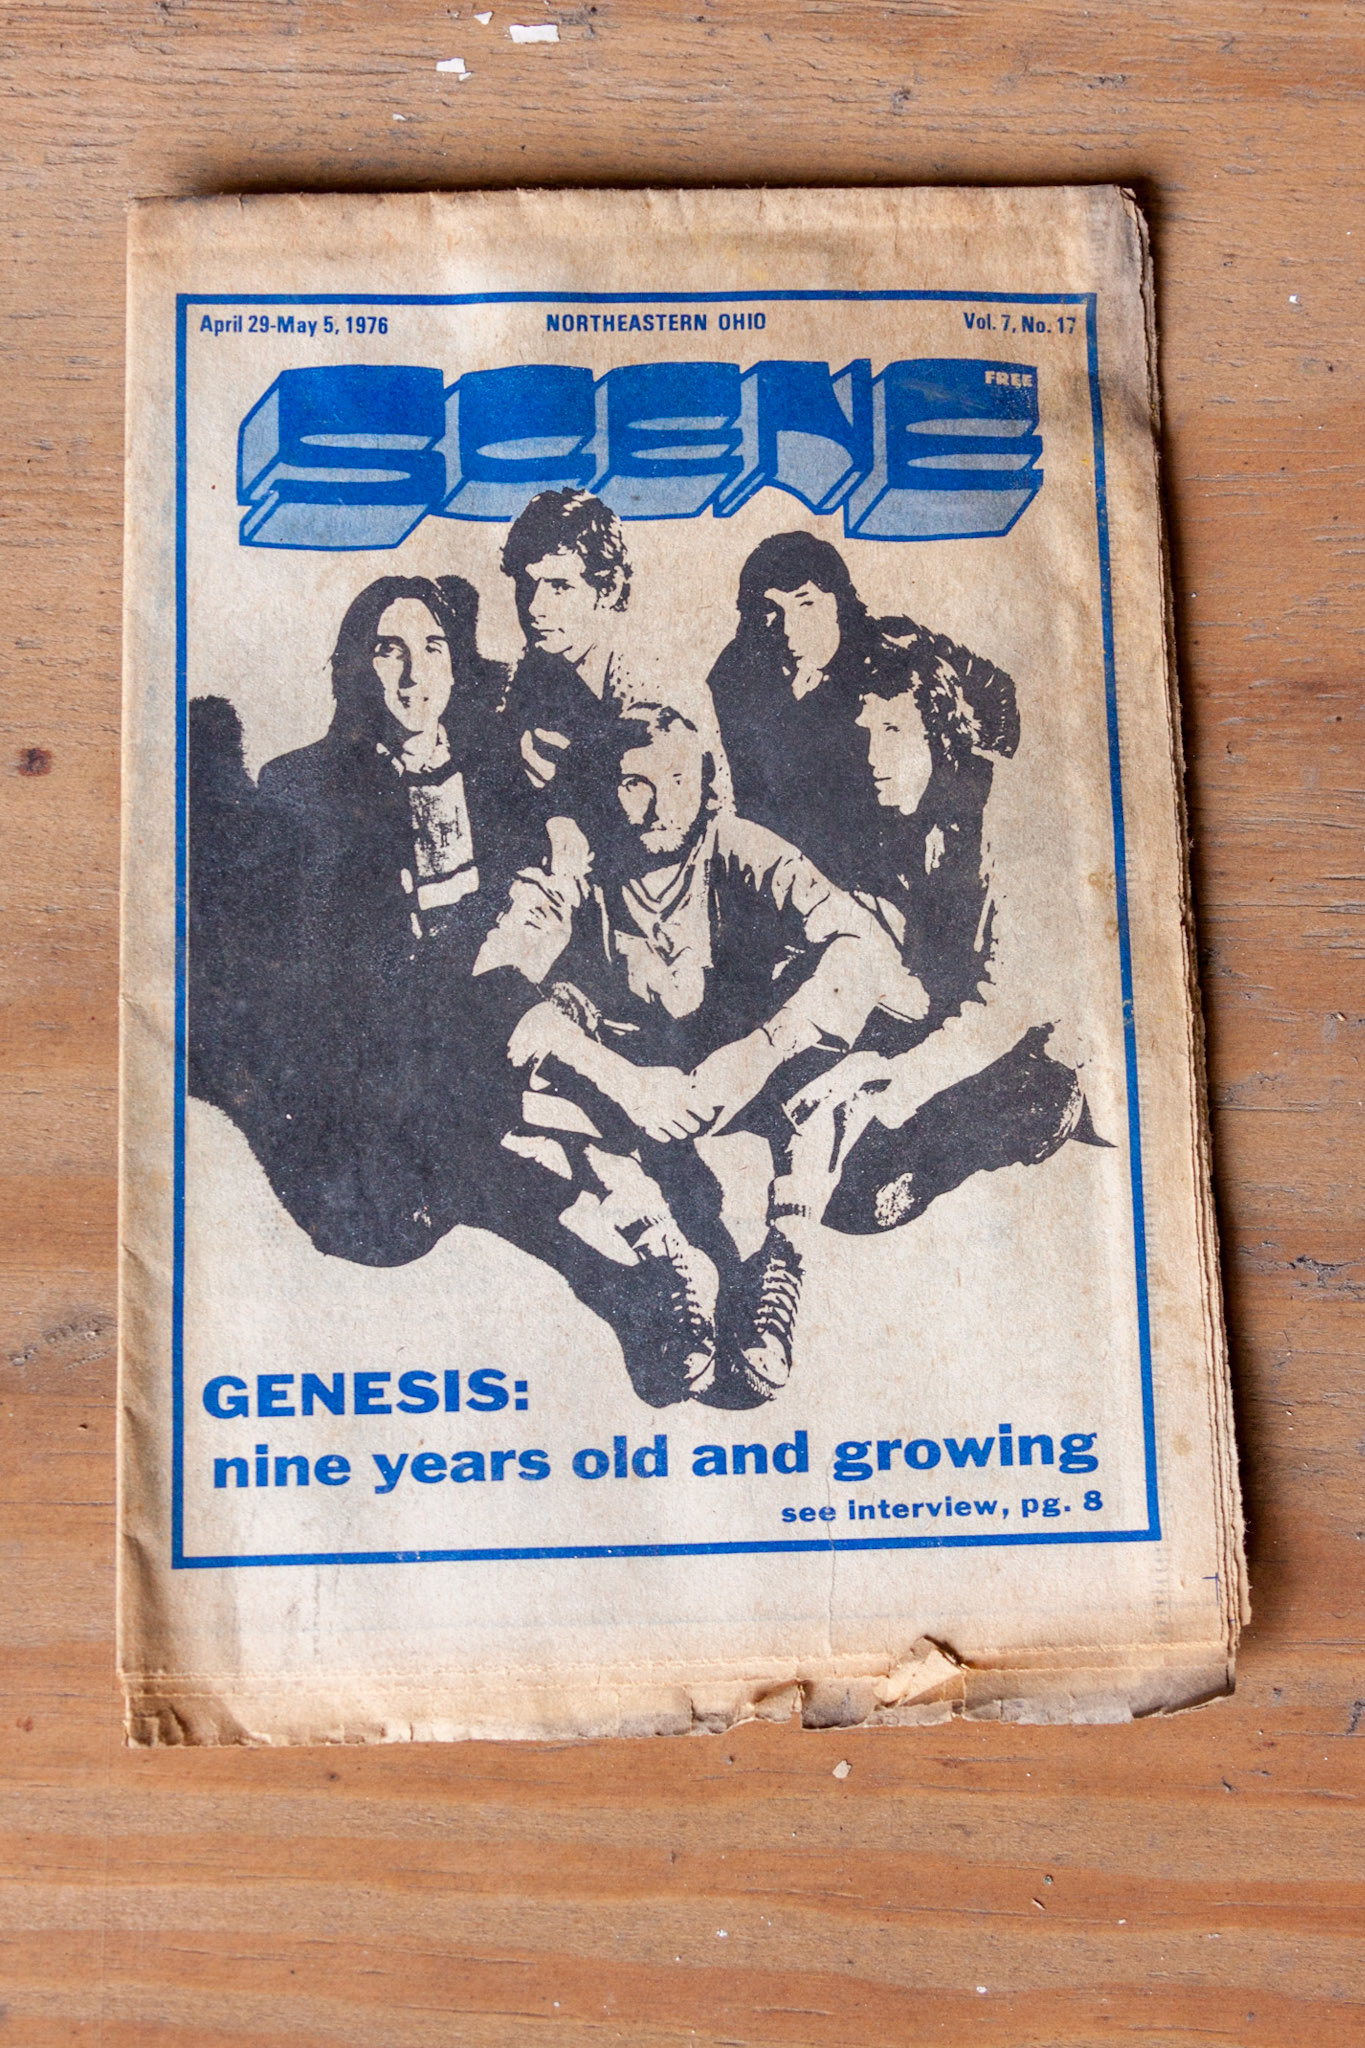 April 29-May 5, 1976 NORTHEASTERN OHIO Vol. 7, No. 17
SCENE
FREE
GENESIS:
nine years old and growing
see interview, pg. 8